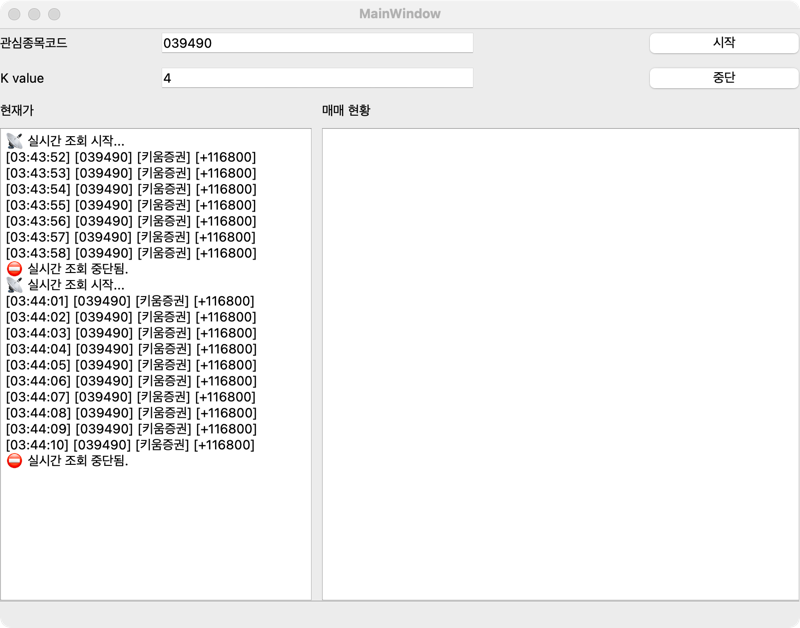 MainWindow
관심종목코드 039490 시작
K value 4 중단
현재가 매매 현황
📡 실시간 조회 시작...
[03:43:52] [039490] [키움증권] [+116800]
[03:43:53] [039490] [키움증권] [+116800]
[03:43:54] [039490] [키움증권] [+116800]
[03:43:55] [039490] [키움증권] [+116800]
[03:43:56] [039490] [키움증권] [+116800]
[03:43:57] [039490] [키움증권] [+116800]
[03:43:58] [039490] [키움증권] [+116800]
⛔ 실시간 조회 중단됨.
📡 실시간 조회 시작...
[03:44:01] [039490] [키움증권] [+116800]
[03:44:02] [039490] [키움증권] [+116800]
[03:44:03] [039490] [키움증권] [+116800]
[03:44:04] [039490] [키움증권] [+116800]
[03:44:05] [039490] [키움증권] [+116800]
[03:44:06] [039490] [키움증권] [+116800]
[03:44:07] [039490] [키움증권] [+116800]
[03:44:08] [039490] [키움증권] [+116800]
[03:44:09] [039490] [키움증권] [+116800]
[03:44:10] [039490] [키움증권] [+116800]
⛔ 실시간 조회 중단됨.